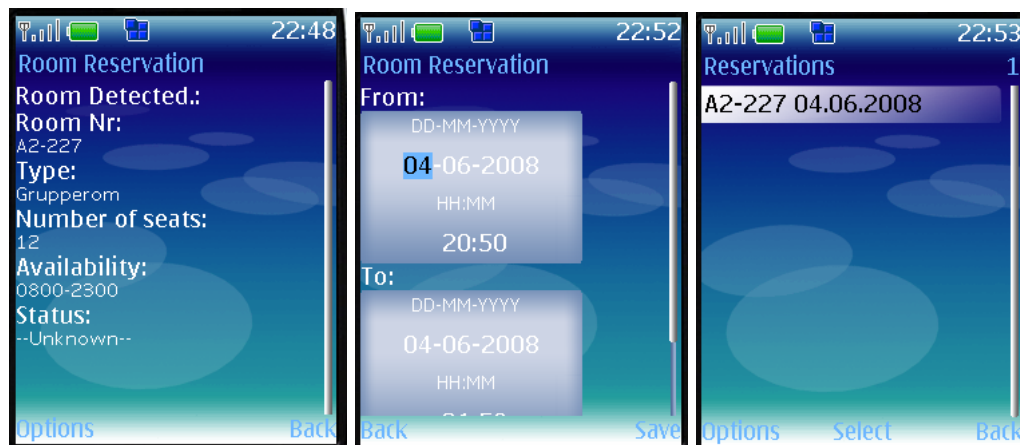 22:48
Room Reservation
Room Detected.:
Room Nr:
A2-227
Type:
Grupperom
Number of seats:
12
Availability:
0800-2300
Status:
--Unknown--
Options Back
22:52
Room Reservation
From:
DD-MM-YYYY
04-06-2008
HH:MM
20:50
To:
DD-MM-YYYY
04-06-2008
HH:MM
Back Save
22:53
Reservations 1
A2-227 04.06.2008
Options Select Back